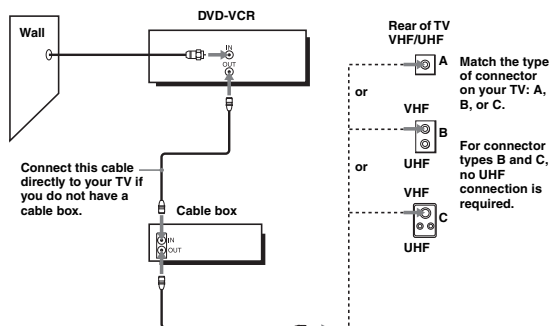 DVD-VCR
Wall
IN
OUT
Rear of TV
VHF/UHF
A
Match the type
of connector
on your TV: A,
B, or C.
or
VHF
B
UHF
For connector
types B and C,
no UHF
connection is
required.
or
VHF
C
UHF
Connect this cable
directly to your TV if
you do not have a
cable box.
Cable box
IN
OUT